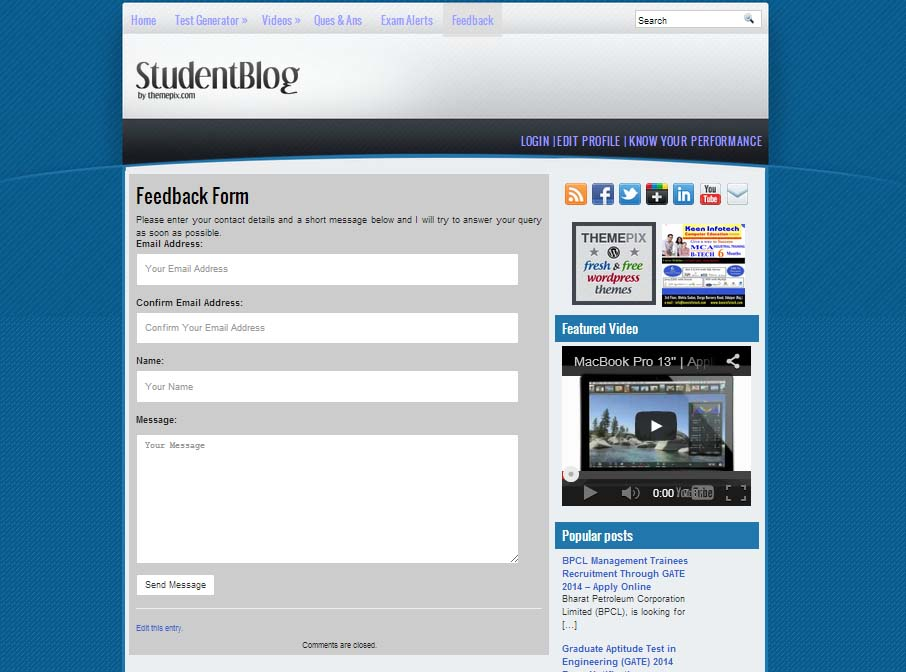 Home Test Generator » Videos » Ques & Ans Exam Alerts Feedback Search
StudentBlog
by themepix.com
LOGIN |EDIT PROFILE | KNOW YOUR PERFORMANCE
Feedback Form
Please enter your contact details and a short message below and I will try to answer your query
as soon as possible.
Email Address:
Your Email Address
Confirm Email Address:
Confirm Your Email Address
Name:
Your Name
Message:
Your Message
Send Message
Edit this entry.
Comments are closed.
You
Tube
THEMEPIX
fresh & free
wordpress
themes
Keen Infotech
Computer Education
MCA
B-TECH 6 Months
Featured Video
MacBook Pro 13" | App
0:00
YouTube
Popular posts
BPCL Management Trainees
Recruitment Through GATE
2014 – Apply Online
Bharat Petroleum Corporation
Limited (BPCL), is looking for
[…]
Graduate Aptitude Test in
Engineering (GATE) 2014